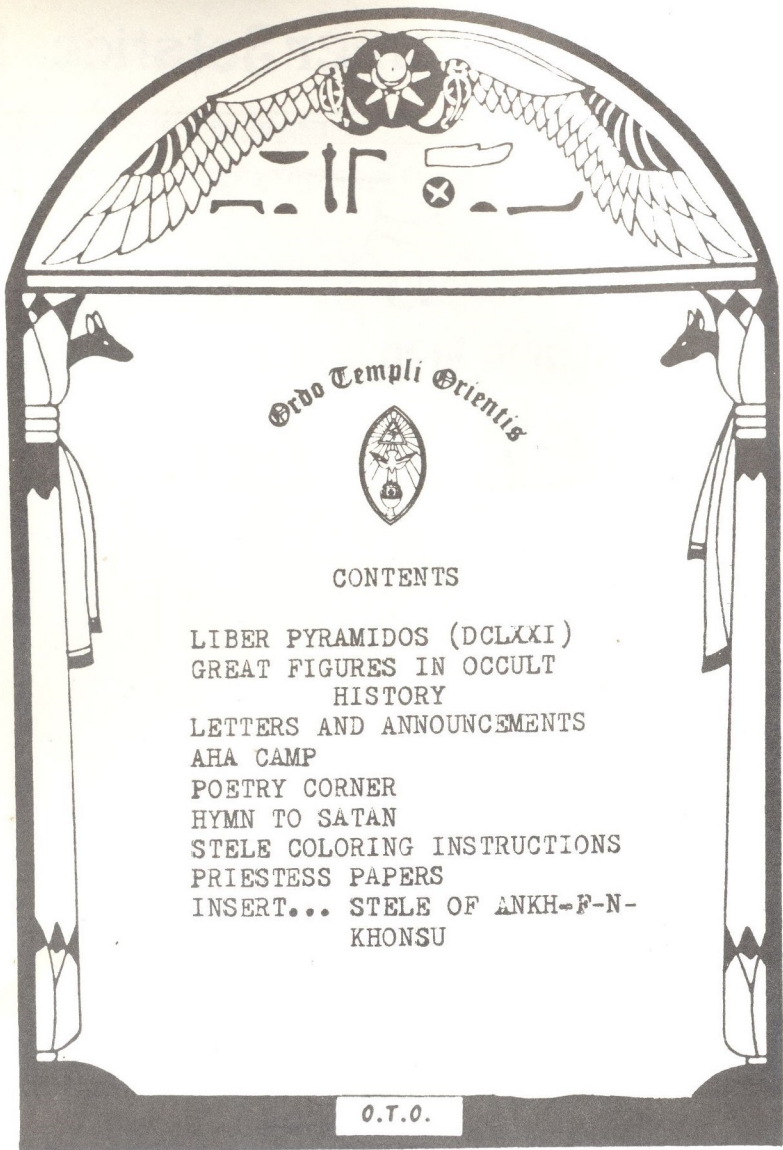 Ordo Templi Orientis
CONTENTS
LIBER PYRAMIDOS (DCLXXI)
GREAT FIGURES IN OCCULT
HISTORY
LETTERS AND ANNOUNCEMENTS
AHA CAMP
POETRY CORNER
HYMN TO SATAN
STELE COLORING INSTRUCTIONS
PRIESTESS PAPERS
INSERT... STELE OF ANKH-F-N-
KHONSU
O.T.O.